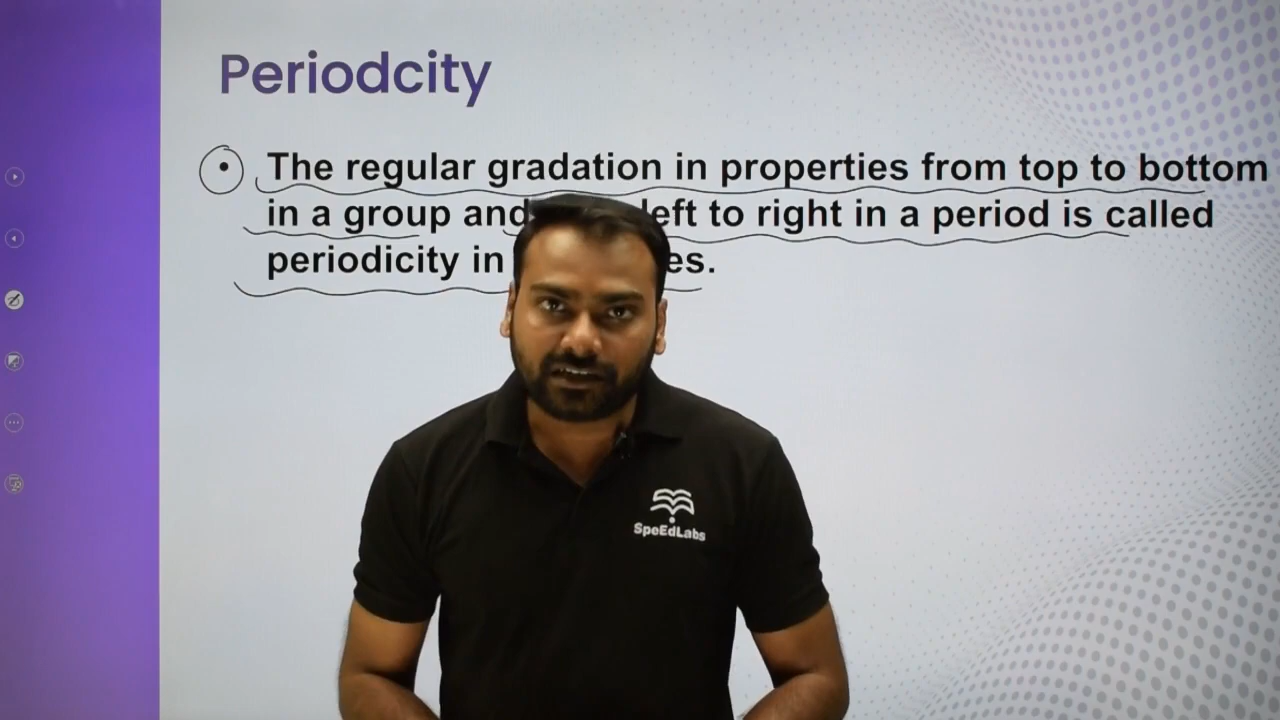 Periodcity
The regular gradation in properties from top to bottom
in a group and left to right in a period is called
periodicity in
SpeEdLabs